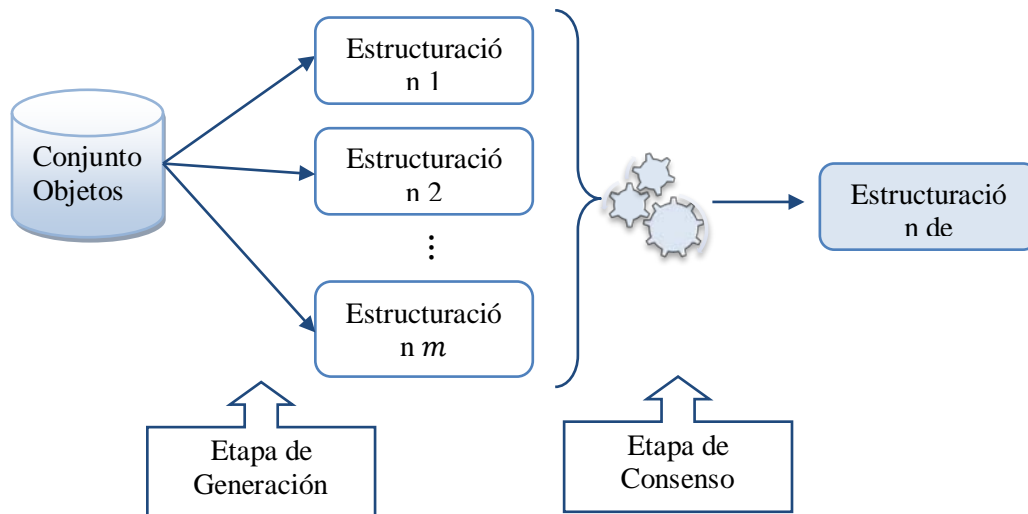 Conjunto
Objetos
Estructuració
n 1
Estructuració
n 2
⋮
Estructuració
n m
Estructuració
n de
Etapa de
Generación
Etapa de
Consenso